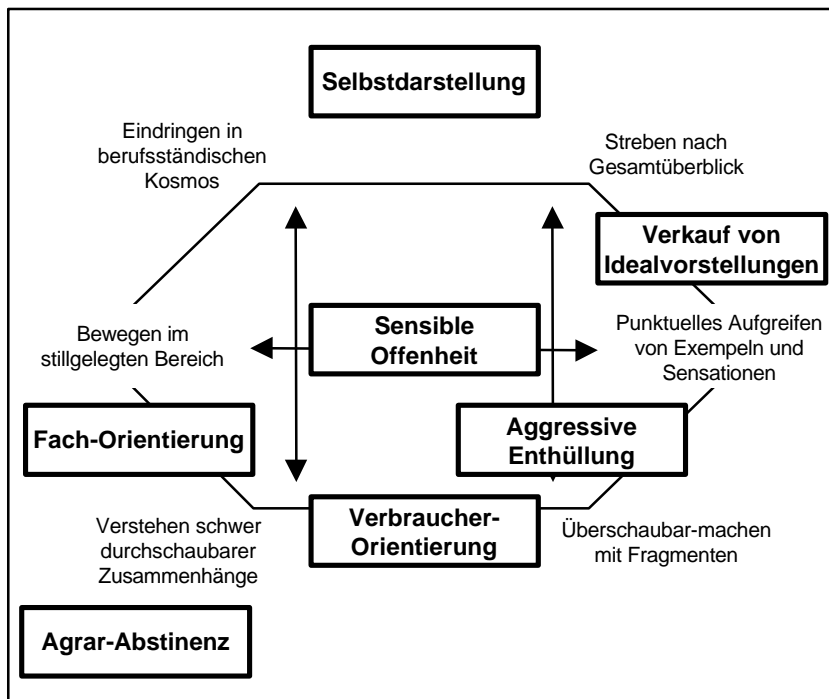 Selbstdarstellung
Eindringen in
berufsständischen
Kosmos
Streben nach
Gesamtüberblick
Verkauf von
Idealvorstellungen
Sensible
Offenheit
Bewegen im
stillgelegten Bereich
Punktuelles Aufgreifen
von Exempeln und
Sensationen
Fach-Orientierung
Aggressive
Enthüllung
Verbraucher-
Orientierung
Verstehen schwer
durchschaubarer
Zusammenhänge
Überschaubar-machen
mit Fragmenten
Agrar-Abstinenz